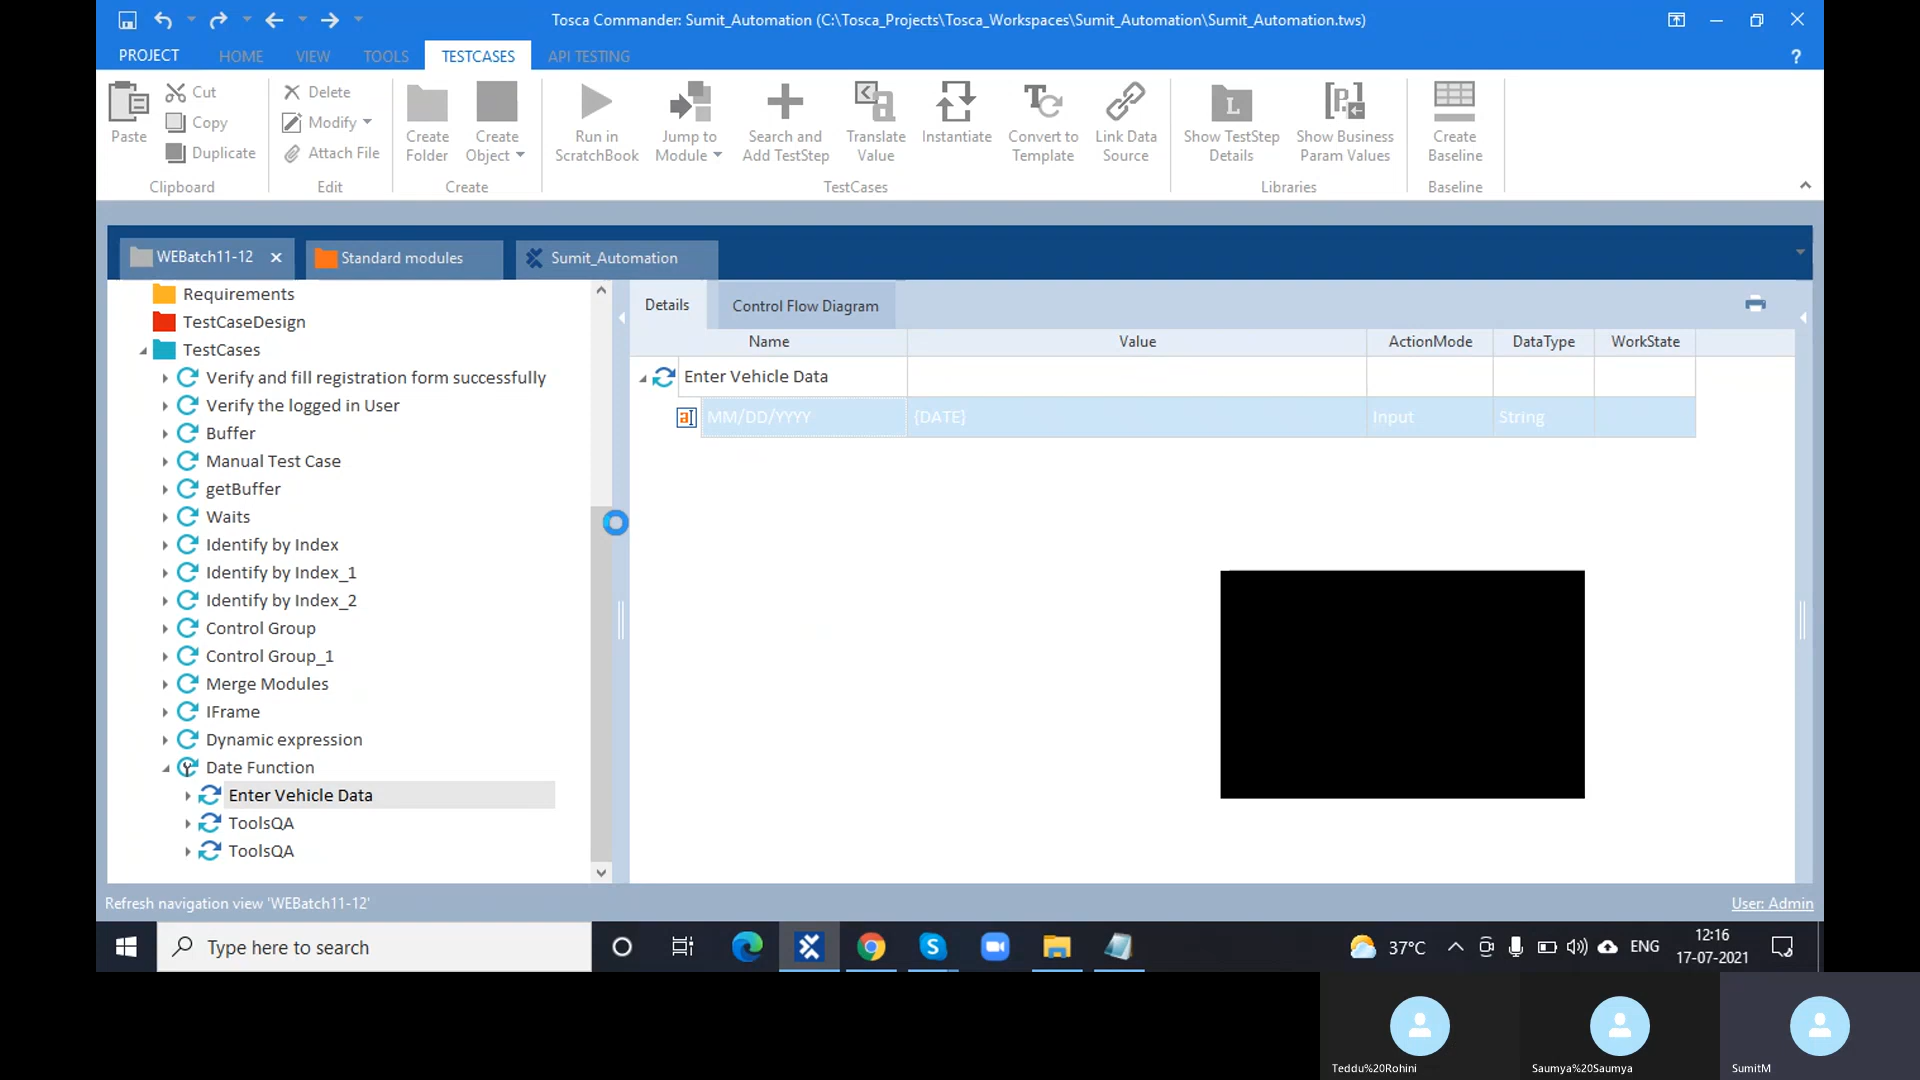 Tosca Commander: Sumit_Automation (C:\Tosca_Projects\Tosca_Workspaces\Sumit_Automation\Sumit_Automation.tws)
PROJECT HOME VIEW TOOLS TESTCASES API TESTING ?
Paste
Cut
Copy
Duplicate
Clipboard
Delete
Modify
Attach File
Edit
Create
Folder
Create
Object
Create
Run in
ScratchBook
Jump to
Module
Search and
Add TestStep
Translate
Value
Instantiate
Convert to
Template
Link Data
Source
TestCases
Show TestStep
Details
Show Business
Param Values
Libraries
Create
Baseline
Baseline
WEBatch11-12 Standard modules Sumit_Automation
Requirements
TestCaseDesign
TestCases
Verify and fill registration form successfully
Verify the logged in User
Buffer
Manual Test Case
getBuffer
Waits
Identify by Index
Identify by Index_1
Identify by Index_2
Control Group
Control Group_1
Merge Modules
IFrame
Dynamic expression
Date Function
Enter Vehicle Data
ToolsQA
ToolsQA
Details Control Flow Diagram
Name Value ActionMode DataType WorkState
Enter Vehicle Data
MM/DD/YYYY {DATE} Input String
Refresh navigation view 'WEBatch11-12' User: Admin
Type here to search
37°C
ENG
12:16
17-07-2021
Teddu%20Rohini
Saumya%20Saumya
SumitM